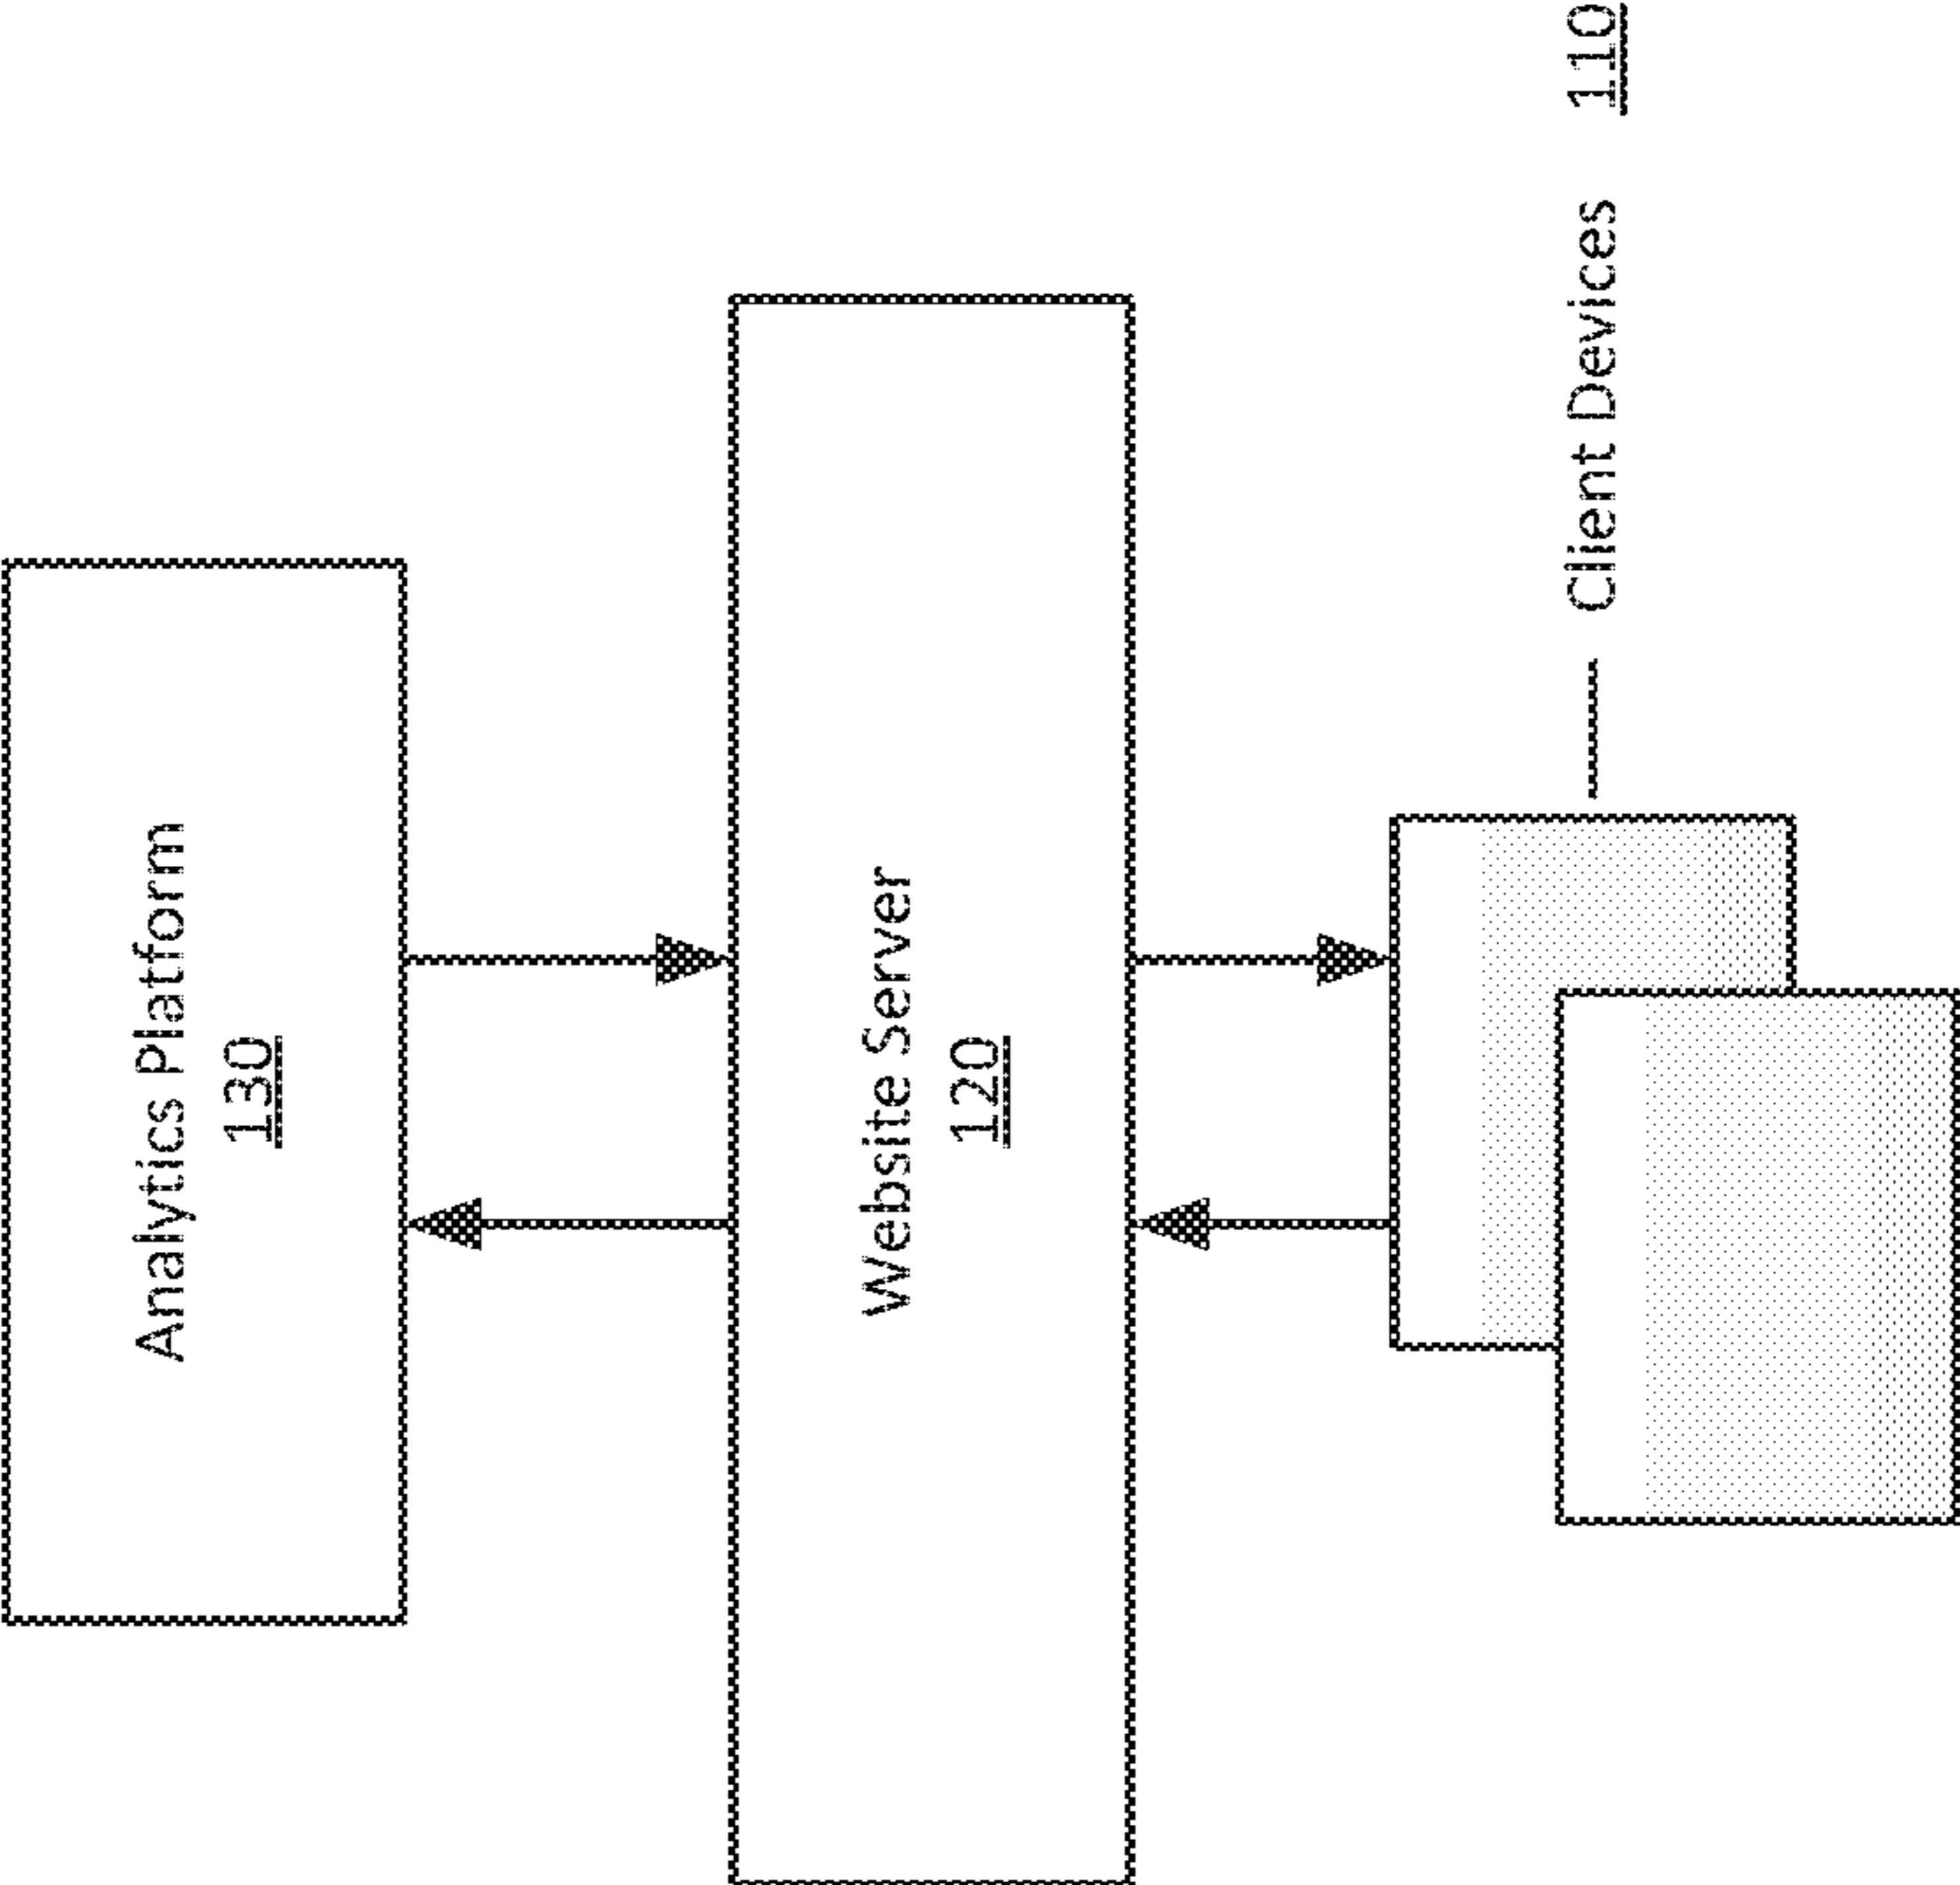 Analytics Platform
130
Website Server
120
Client Devices 110